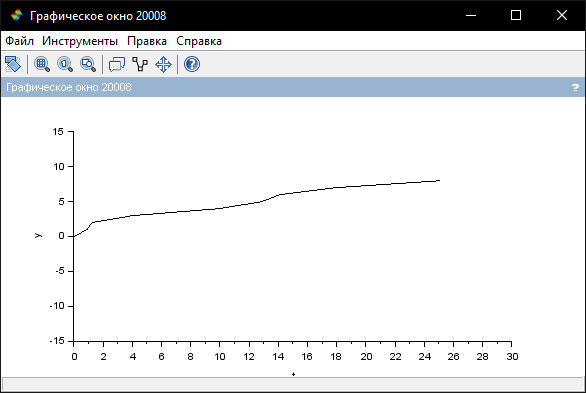 Графическое окно 20008
Файл Инструменты Правка Справка
Графическое окно 20008 ?
15
10
5
0
-5
-10
-15
y
0 2 4 6 8 10 12 14 16 18 20 22 24 26 28 30